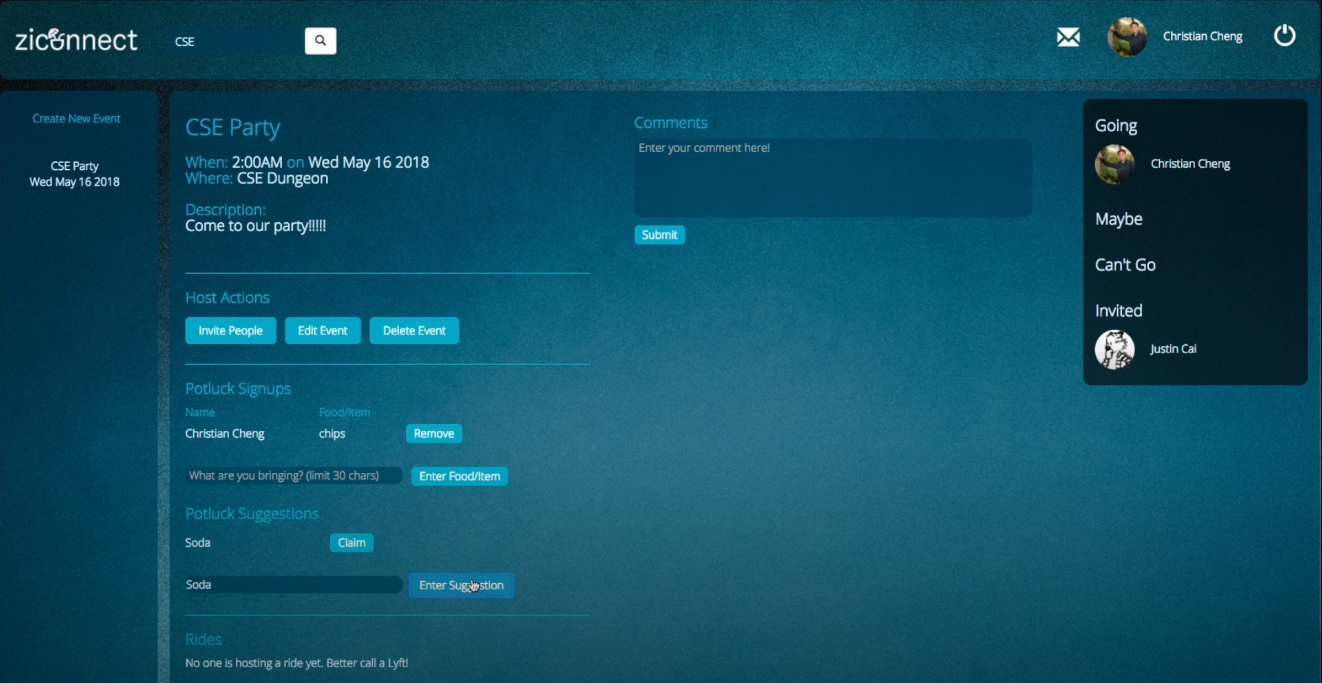 ziconnect
CSE
Christian Cheng
Create New Event
CSE Party
Wed May 16 2018
CSE Party
When: 2:00AM on Wed May 16 2018
Where: CSE Dungeon
Description:
Come to our party!!!!!
Host Actions
Invite People Edit Event Delete Event
Potluck Signups
Name Food/Item
Christian Cheng chips Remove
What are you bringing? (limit 30 chars) Enter Food/Item
Potluck Suggestions
Soda Claim
Soda Enter Suggestion
Rides
No one is hosting a ride yet. Better call a Lyft!
Comments
Enter your comment here!
Submit
Going
Christian Cheng
Maybe
Can't Go
Invited
Justin Cai